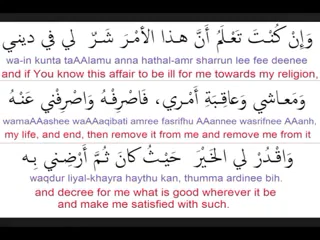 وَإِنْ كُنْتَ تَعْلَمُ أَنَّ هٰذَا الأَمْرَ شَرٌّ لِي فِي دِينِي
wa-in kunta taAAlamu anna hathal-amr sharrun lee fee deenee
and if You know this affair to be ill for me towards my religion,
وَمَعَاشِي وَعَاقِبَةِ أَمْرِي، فَاصْرِفْهُ وَاصْرِفْنِي عَنْهُ
wamaAAashee waAAaqibati amree fasrifhu AAannee wasrifnee AAanh.
my life, and end, then remove it from me and remove me from it
وَاقْدُرْ لِي الْخَيْرَ حَيْثُ كَانَ ثُمَّ أَرْضِنِي بِهِ
waqdur liyal-khayra haythu kan, thumma ardinee bih.
and decree for me what is good wherever it be
and make me satisfied with such.